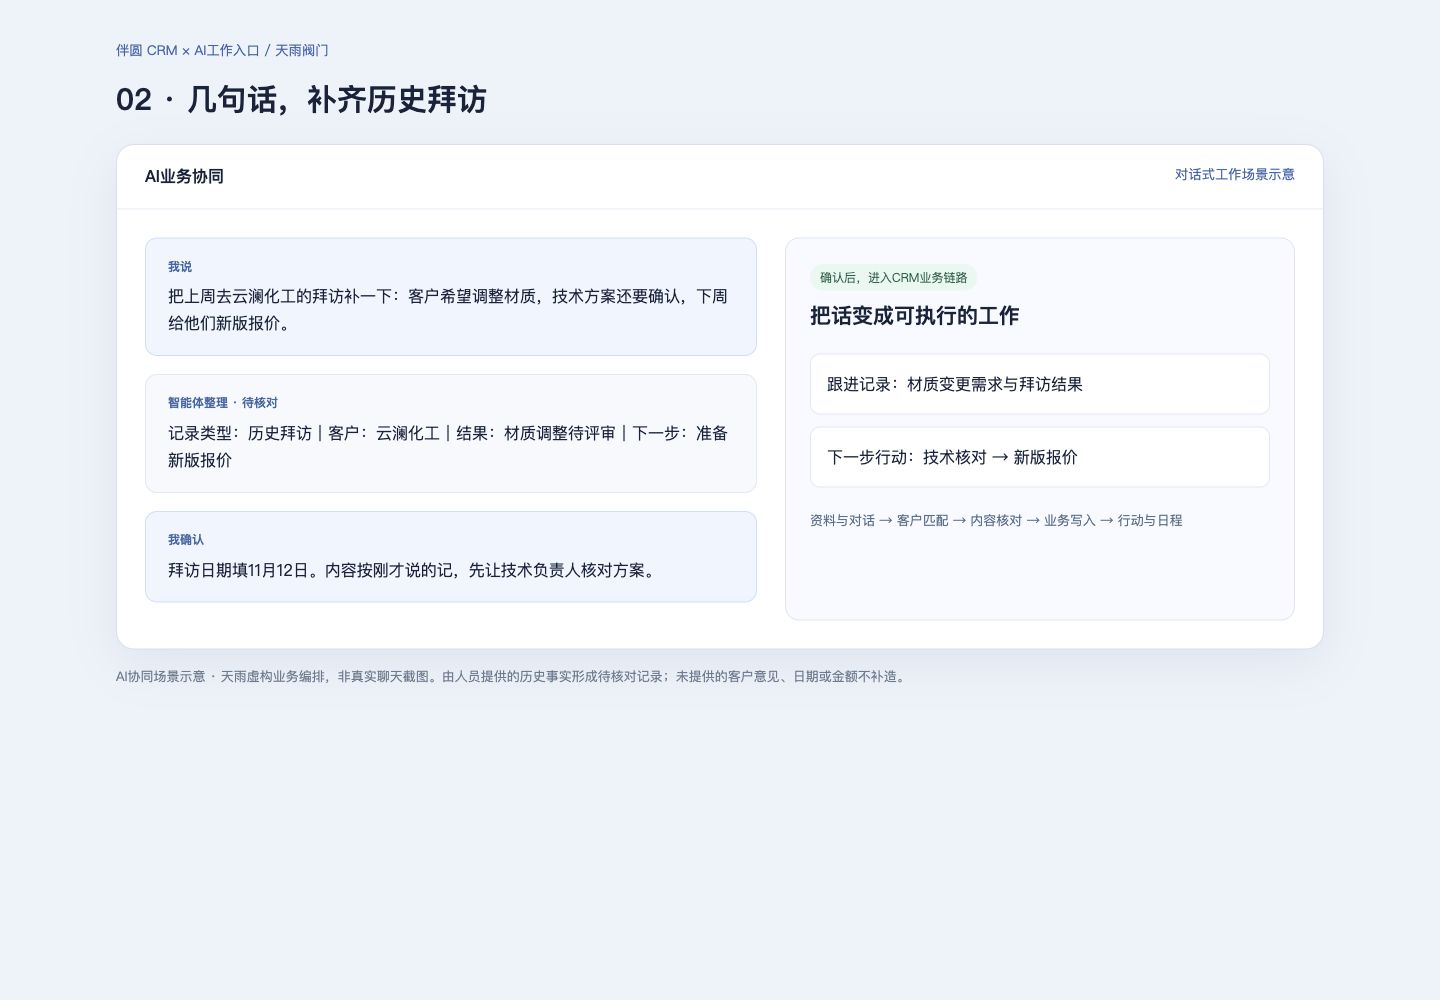 伴圆 CRM × AI工作入口 / 天雨阀门
02 · 几句话，补齐历史拜访
AI业务协同
对话式工作场景示意
我说
把上周去云澜化工的拜访补一下：客户希望调整材质，技术方案还要确认，下周
给他们新版报价。
智能体整理 · 待核对
记录类型：历史拜访｜客户：云澜化工｜结果：材质调整待评审｜下一步：准备
新版报价
我确认
拜访日期填11月12日。内容按刚才说的记，先让技术负责人核对方案。
确认后，进入CRM业务链路
把话变成可执行的工作
跟进记录：材质变更需求与拜访结果
下一步行动：技术核对 → 新版报价
资料与对话 → 客户匹配 → 内容核对 → 业务写入 → 行动与日程
AI协同场景示意 · 天雨虚构业务编排，非真实聊天截图。由人员提供的历史事实形成待核对记录；未提供的客户意见、日期或金额不补造。